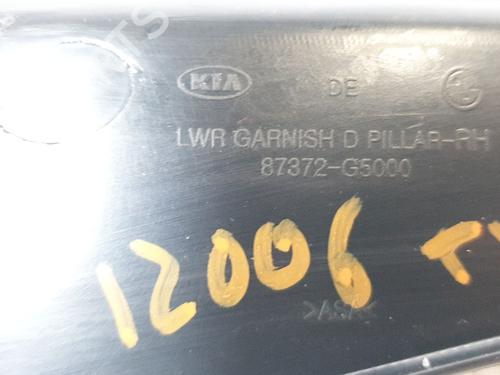 KIA DE
LWR GARNISH D PILLAR-RH
87372-G5000
12006
>ASA<